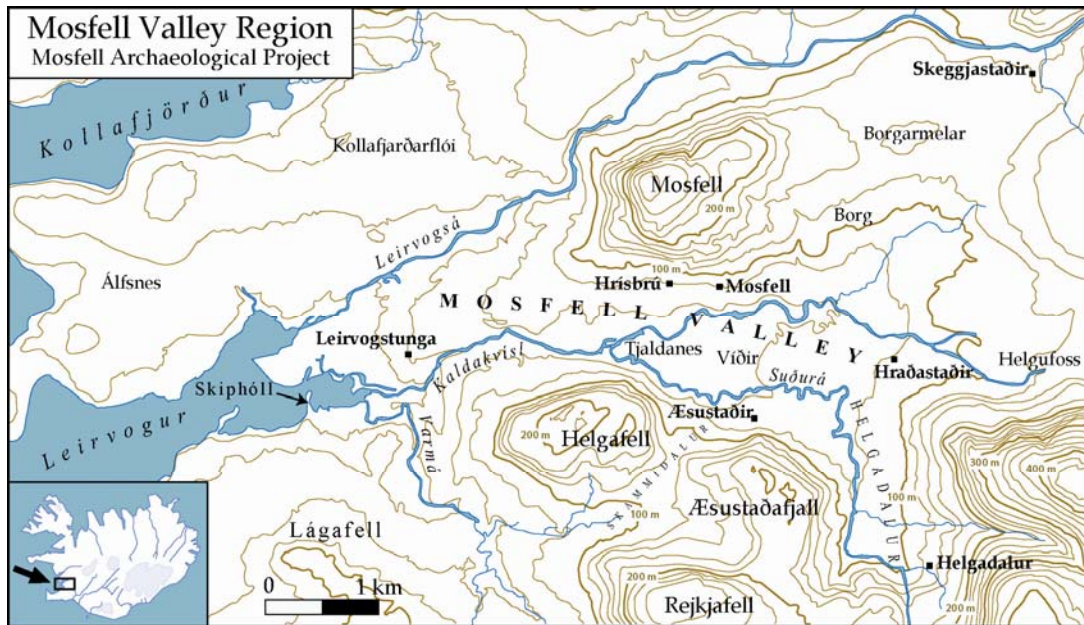 Mosfell Valley Region
Mosfell Archaeological Project
Kollafjörður
Skeggjastaðir
Kollafjarðarflói
Borgarmelar
Mosfell
200 m
Borg
Leirvogsá
Álfsnes
100 m
Hrísbrú
Mosfell
MOSFELL VALLEY
Leirvogstunga
Kaldakvísl
Tjaldanes
Víðir
Helgufoss
Hraðastaðir
Suðurá
Skiphóll
Æsustaðir
Leirvogur
Varmá
200 m
Helgafell
SKAMMIDALUR
HELGADALUR
300 m
400 m
100 m
Æsustaðafjall
100 m
Lágafell
Helgadalur
200 m
Rejkjafell
200 m
0 1 km